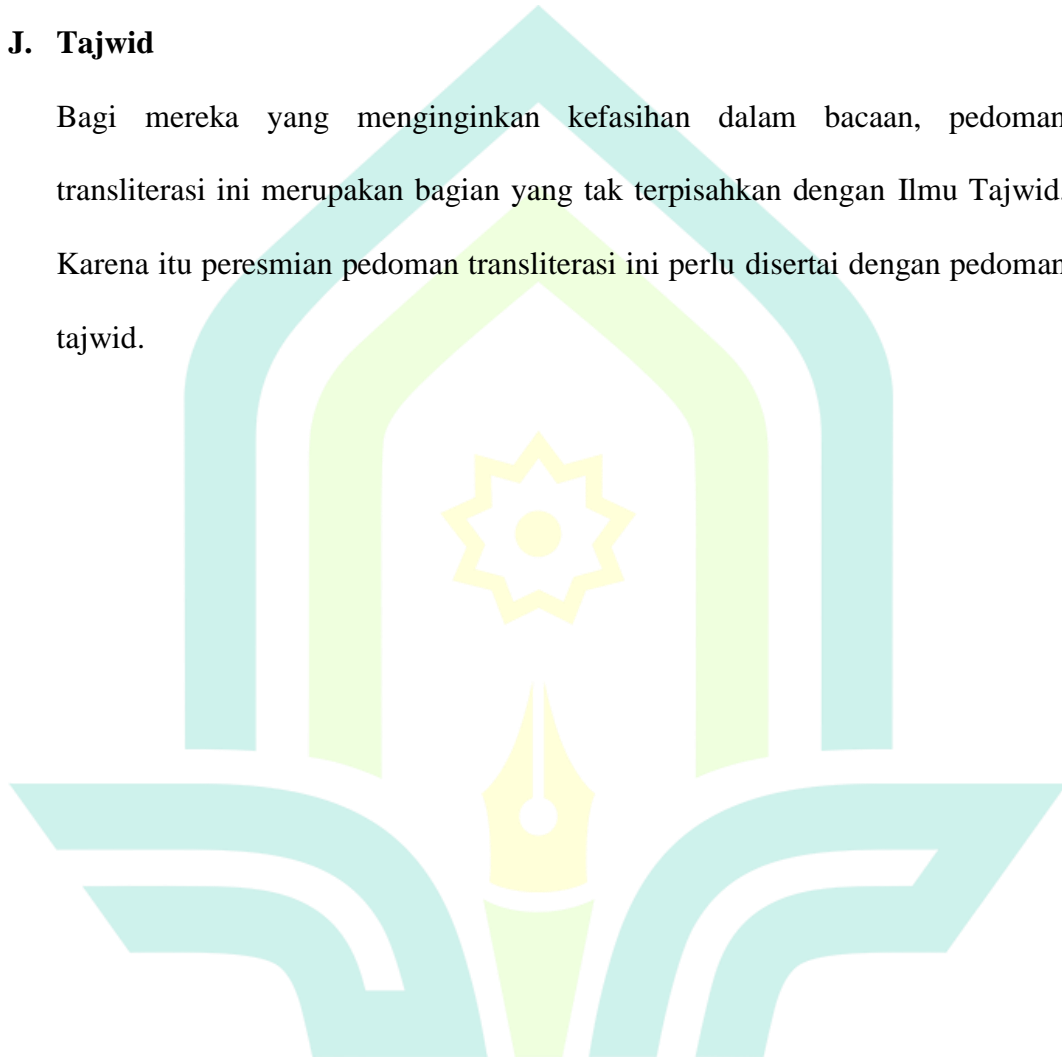 J. Tajwid
Bagi mereka yang menginginkan kefasihan dalam bacaan, pedoman
transliterasi ini merupakan bagian yang tak terpisahkan dengan Ilmu Tajwid.
Karena itu peresmian pedoman transliterasi ini perlu disertai dengan pedoman
tajwid.